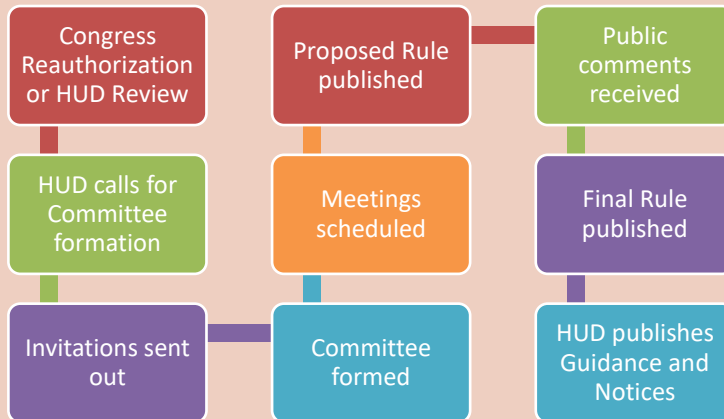 Congress
Reauthorization
or HUD Review
HUD calls for
Committee
formation
Invitations sent
out
Committee
formed
Meetings
scheduled
Proposed Rule
published
Public
comments
received
Final Rule
published
HUD publishes
Guidance and
Notices